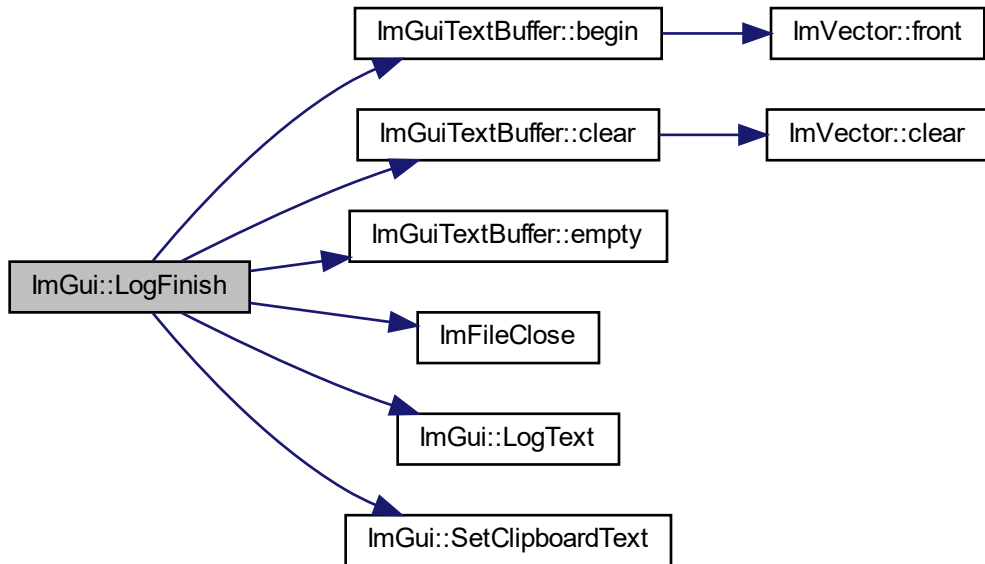 ImGuiTextBuffer::begin
ImVector::front
ImGuiTextBuffer::clear
ImVector::clear
ImGuiTextBuffer::empty
ImGui::LogFinish
ImFileClose
ImGui::LogText
ImGui::SetClipboardText